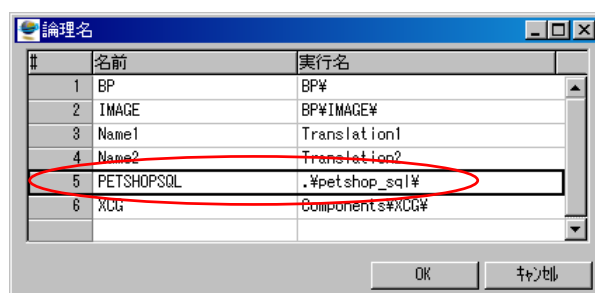 論理名
# 名前 実行名
1 BP BP¥
2 IMAGE BP¥IMAGE¥
3 Name1 Translation1
4 Name2 Translation2
5 PETSHOPSQL .¥petshop_sql¥
6 XCG Components¥XCG¥
OK キャンセル